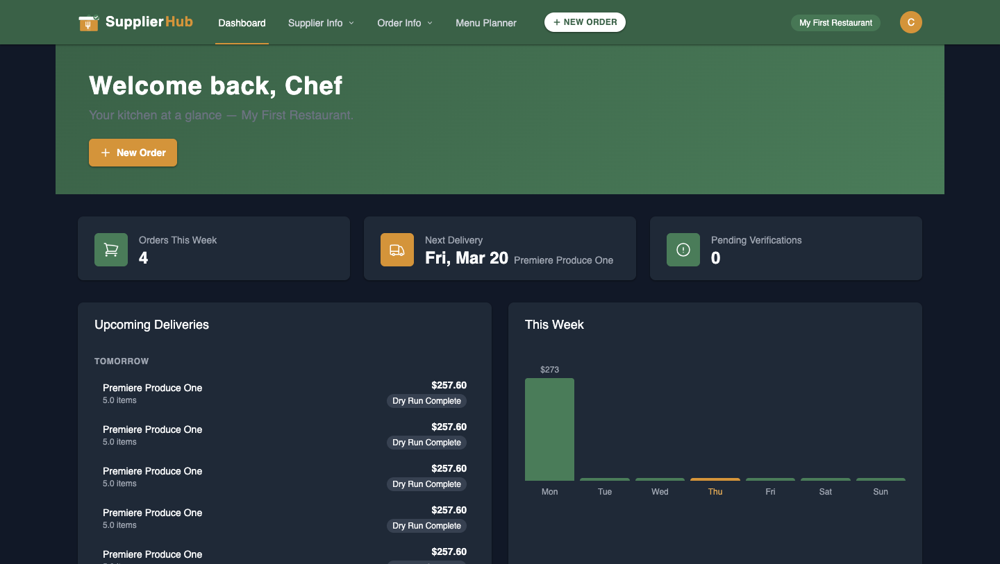 SupplierHub
Dashboard
Supplier Info
Order Info
Menu Planner
+ NEW ORDER
My First Restaurant
C
Welcome back, Chef
Your kitchen at a glance — My First Restaurant.
+ New Order
Orders This Week
4
Next Delivery
Fri, Mar 20 Premiere Produce One
Pending Verifications
0
Upcoming Deliveries
TOMORROW
Premiere Produce One
$257.60
5.0 items
Dry Run Complete
Premiere Produce One
$257.60
5.0 items
Dry Run Complete
Premiere Produce One
$257.60
5.0 items
Dry Run Complete
Premiere Produce One
$257.60
5.0 items
Dry Run Complete
Premiere Produce One
$257.60
This Week
$273
Mon
Tue
Wed
Thu
Fri
Sat
Sun